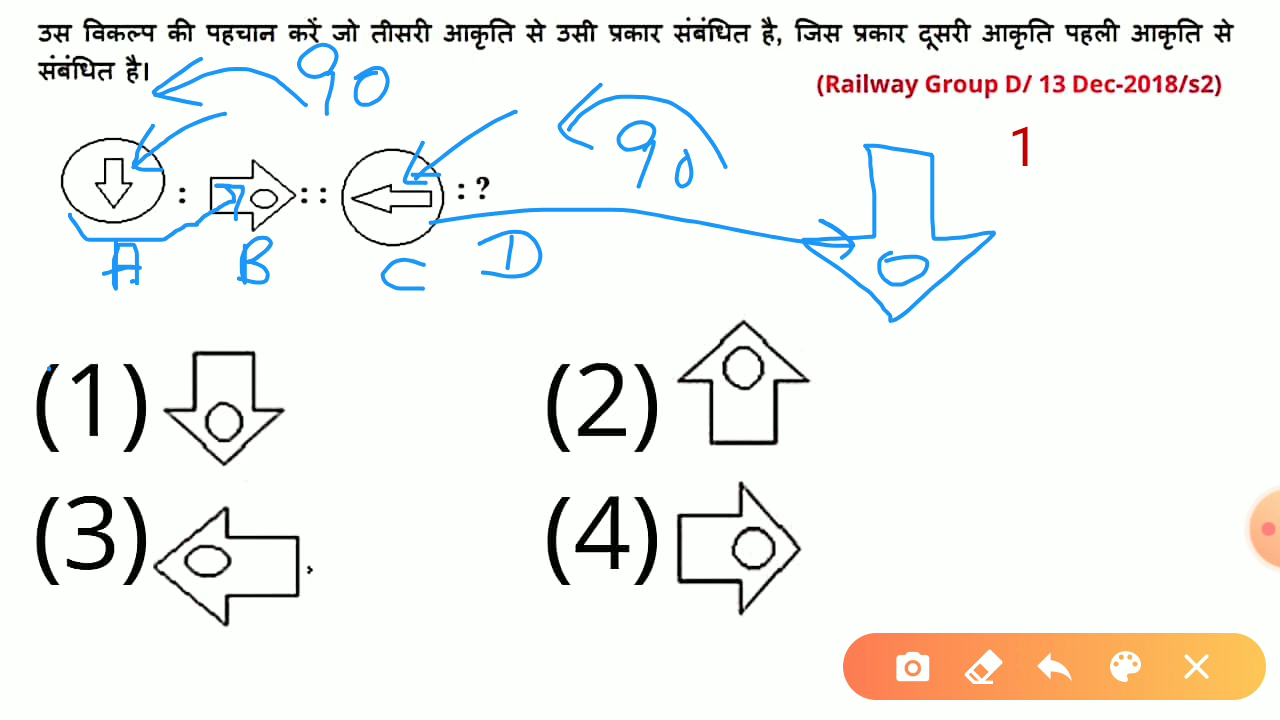 उस विकल्प की पहचान करें जो तीसरी आकृति से उसी प्रकार संबंधित है, जिस प्रकार दूसरी आकृति पहली आकृति से
संबंधित है।
(Railway Group D/ 13 Dec-2018/s2)
90
90
1
: :: : ?
A B C D
(1) (2)
(3) (4)